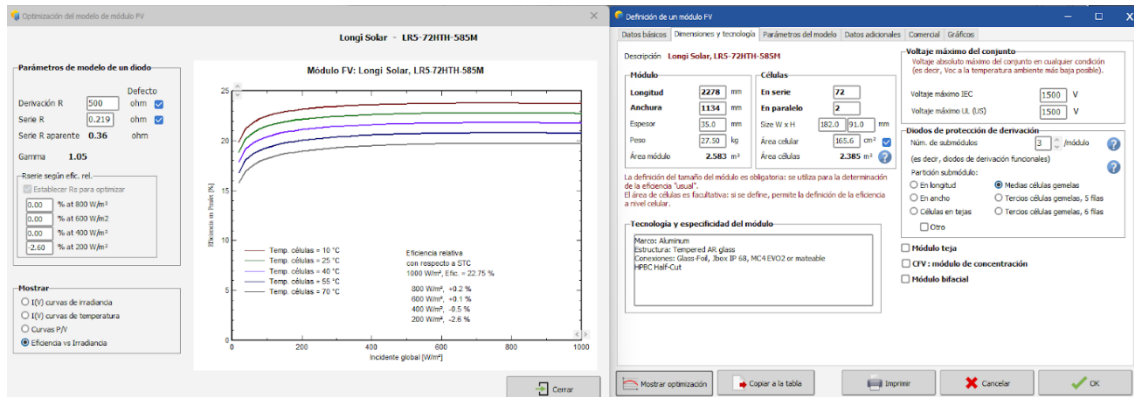 Optimización del modelo de módulo FV
Longi Solar - LR5-72HTH-585M
Parámetros de modelo de un diodo
Defecto
Derivación R 500 ohm
Serie R 0.219 ohm
Serie R aparente 0.36 ohm
Gamma 1.05
Rserie según efic. rel.
Establecer Rs para optimizar
0.00 % at 800 W/m²
0.00 % at 600 W/m2
0.00 % at 400 W/m²
-2.60 % at 200 W/m²
Mostrar
I(V) curvas de irradiancia
I(V) curvas de temperatura
Curvas P/V
Eficiencia vs Irradiancia
Módulo FV: Longi Solar, LR5-72HTH-585M
25
20
15
10
5
0
Eficiencia en Pmáx [%]
Temp. células = 10 °C
Temp. células = 25 °C
Temp. células = 40 °C
Temp. células = 55 °C
Temp. células = 70 °C
Eficiencia relativa
con respecto a STC
1000 W/m², Efic. = 22.75 %
800 W/m², +0.2 %
600 W/m², +0.1 %
400 W/m², -0.5 %
200 W/m², -2.6 %
0 200 400 600 800 1000
Incidente global [W/m²]
Cerrar
Definición de un módulo FV
Datos básicos Dimensiones y tecnología Parámetros del modelo Datos adicionales Comercial Gráficos
Descripción Longi Solar, LR5-72HTH-585M
Módulo
Longitud 2278 mm
Anchura 1134 mm
Espesor 35.0 mm
Peso 27.50 kg
Área módulo 2.583 m²
Células
En serie 72
En paralelo 2
Size W x H 182.0 91.0 mm
Área celular 165.6 cm²
Área células 2.385 m²
La definición del tamaño del módulo es obligatoria: se utiliza para la determinación
de la eficiencia "usual".
El área de células es facultativa: si se define, permite la definición de la eficiencia
a nivel celular.
Tecnología y especificidad del módulo
Marco: Aluminum
Estructura: Tempered AR glass
Conexiones: Glass-Foil, Jbox IP 68, MC4 EVO2 or mateable
HPBC Half-Cut
Voltaje máximo del conjunto
Voltaje absoluto máximo del conjunto en cualquier condición
(es decir, Voc a la temperatura ambiente más baja posible).
Voltaje máximo IEC 1500 V
Voltaje máximo UL (US) 1500 V
Diodos de protección de derivación
Núm. de submódulos 3 /módulo
(es decir, diodos de derivación funcionales)
Partición submódulo:
En longitud Medias células gemelas
En ancho Tercios células gemelas, 5 filas
Células en tejas Tercios células gemelas, 6 filas
Otro
Módulo teja
CFV : módulo de concentración
Módulo bifacial
Mostrar optimización Copiar a la tabla Imprimir Cancelar OK